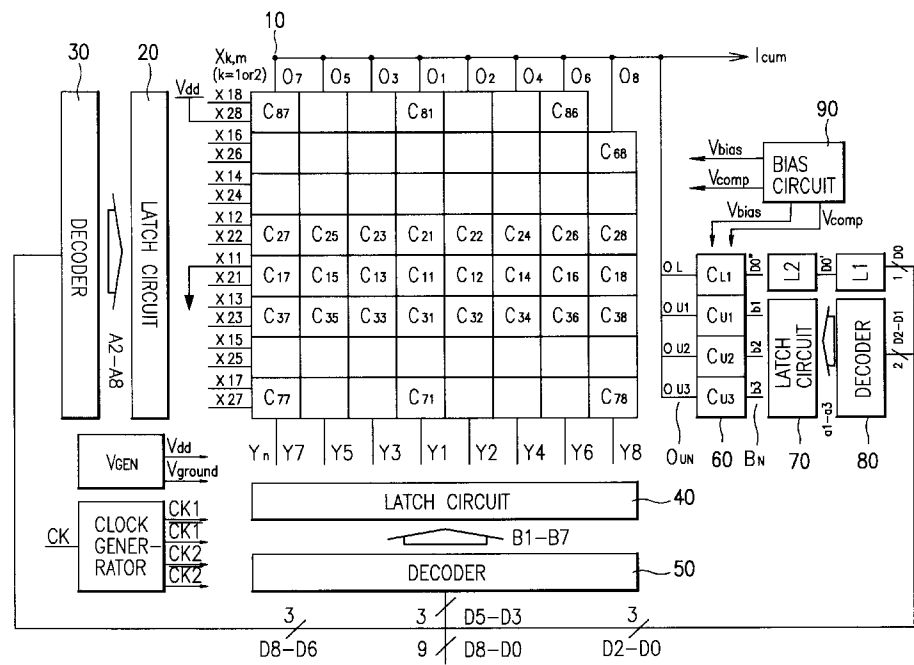 30
20
10
Xk,m
(k=1or2)
O7 O5 O3 O1 O2 O4 O6 O8
Icum
Vdd
X18
X28
X16
X26
X14
X24
X12
X22
X11
X21
X13
X23
X15
X25
X17
X27
C87 C81 C86
C68
C27 C25 C23 C21 C22 C24 C26 C28
C17 C15 C13 C11 C12 C14 C16 C18
C37 C35 C33 C31 C32 C34 C36 C38
C77 C71 C78
DECODER
LATCH CIRCUIT
A2-A8
90
BIAS
CIRCUIT
Vbias
Vcomp
Vbias
Vcomp
OL CL1 D0" L2 D0' L1 1 D0
OU1 CU1 b1
OU2 CU2 b2
OU3 CU3 b3
LATCH
CIRCUIT
a1-a3
DECODER
2 D2-D1
OUN 60 BN 70 80
Yn Y7 Y5 Y3 Y1 Y2 Y4 Y6 Y8
VGEN
Vdd
Vground
CK
CLOCK
GENER-
RATOR
CK1
C̅K̅1̅
CK2
C̅K̅2̅
LATCH CIRCUIT
40
B1-B7
DECODER
50
3
D8-D6
3
D5-D3
9
D8-D0
3
D2-D0